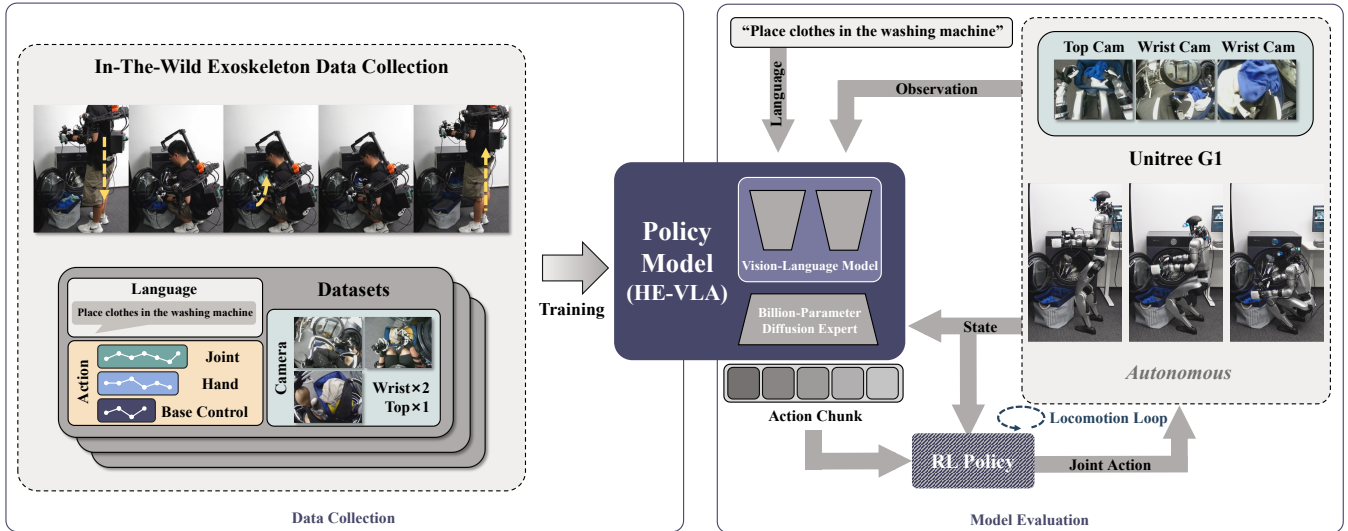 In-The-Wild Exoskeleton Data Collection
Language
Place clothes in the washing machine
Action
Joint
Hand
Base Control
Datasets
Camera
Wrist×2
Top×1
Data Collection
Training
Policy
Model
(HE-VLA)
Vision-Language Model
Billion-Parameter
Diffusion Expert
Action Chunk
“Place clothes in the washing machine”
Language
Observation
Top Cam Wrist Cam Wrist Cam
Unitree G1
State
Autonomous
Locomotion Loop
RL Policy
Joint Action
Model Evaluation